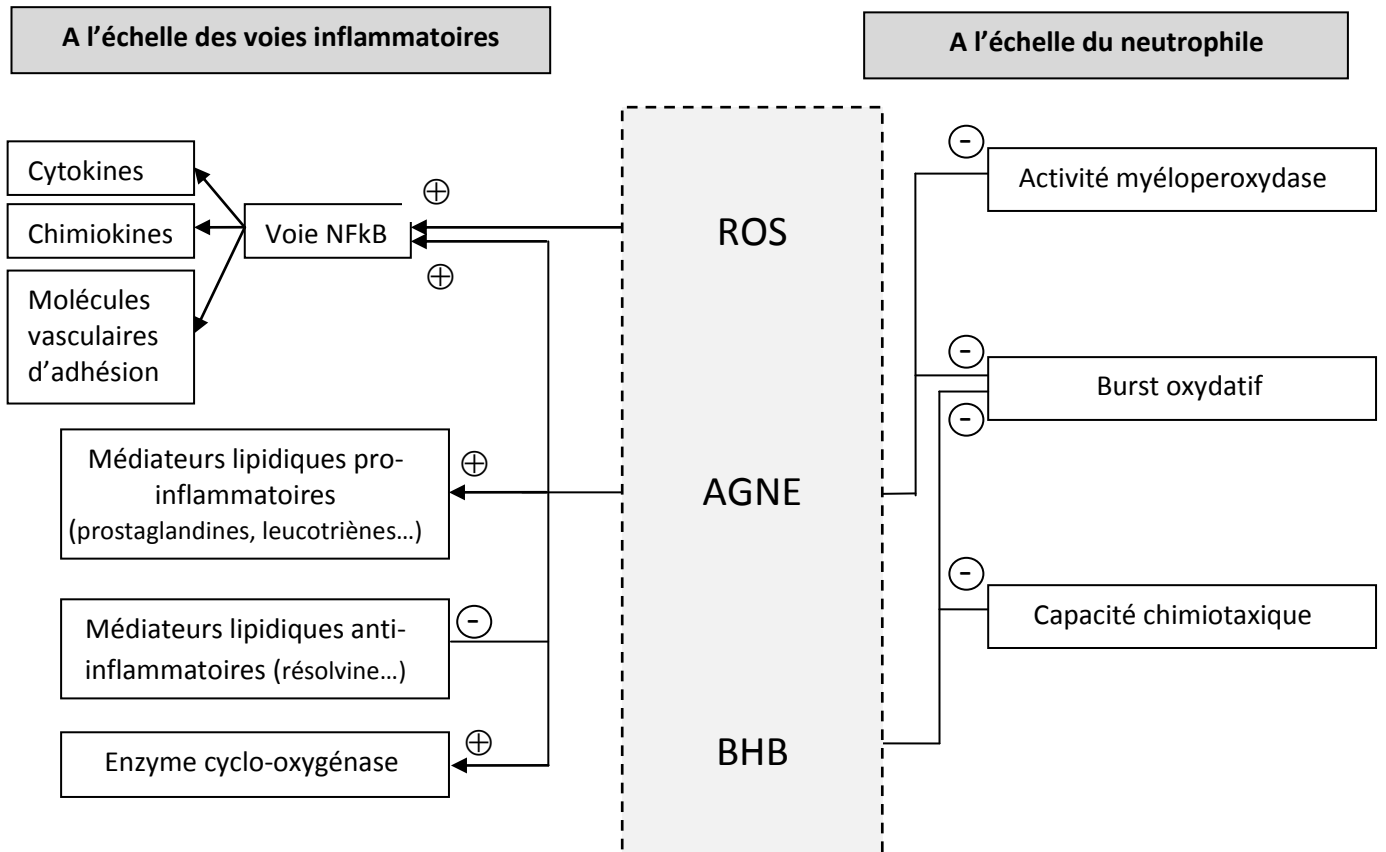 A l’échelle des voies inflammatoires
A l’échelle du neutrophile
Cytokines
Chimiokines
Molécules
vasculaires
d’adhésion
Voie NFkB
⊕
⊕
Médiateurs lipidiques pro-
inflammatoires
(prostaglandines, leucotriènes…)
⊕
Médiateurs lipidiques anti-
inflammatoires (résolvine…)
-
Enzyme cyclo-oxygénase
⊕
ROS
AGNE
BHB
-
Activité myéloperoxydase
-
Burst oxydatif
-
-
Capacité chimiotaxique